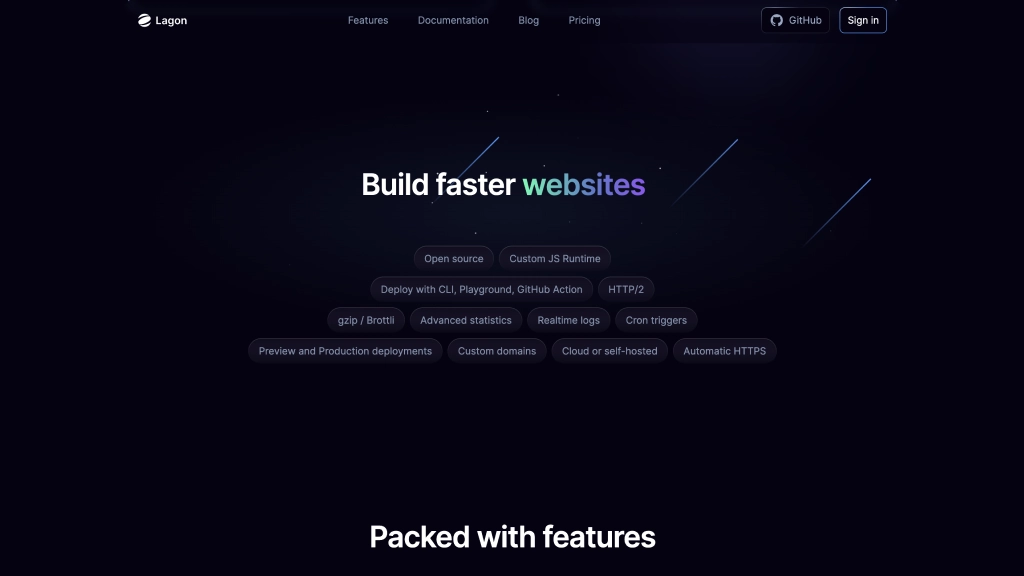 Lagon Features Documentation Blog Pricing GitHub Sign in
Build faster websites
Open source Custom JS Runtime
Deploy with CLI, Playground, GitHub Action HTTP/2
gzip / Brottli Advanced statistics Realtime logs Cron triggers
Preview and Production deployments Custom domains Cloud or self-hosted Automatic HTTPS
Packed with features